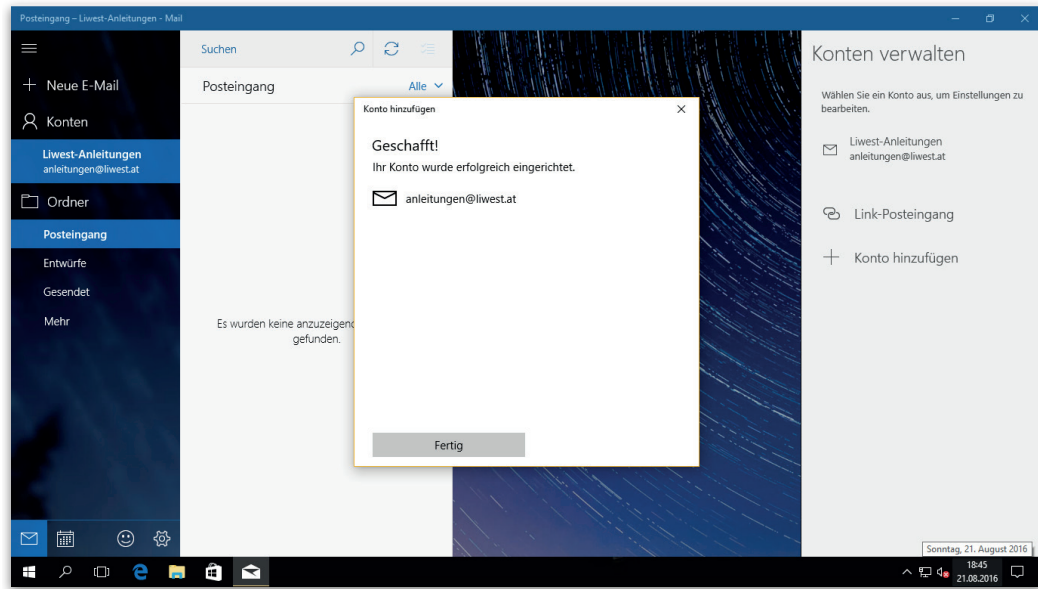 Posteingang – Liwest-Anleitungen - Mail
Neue E-Mail
Konten
Liwest-Anleitungen
anleitungen@liwest.at
Ordner
Posteingang
Entwürfe
Gesendet
Mehr
Suchen
Posteingang
Alle
Es wurden keine
gefunden.
Konto hinzufügen
Geschafft!
Ihr Konto wurde erfolgreich eingerichtet.
anleitungen@liwest.at
Fertig
Konten verwalten
Wählen Sie ein Konto aus, um Einstellungen zu
bearbeiten.
Liwest-Anleitungen
anleitungen@liwest.at
Link-Posteingang
Konto hinzufügen
Sonntag, 21. August 2016
18:45
21.08.2016